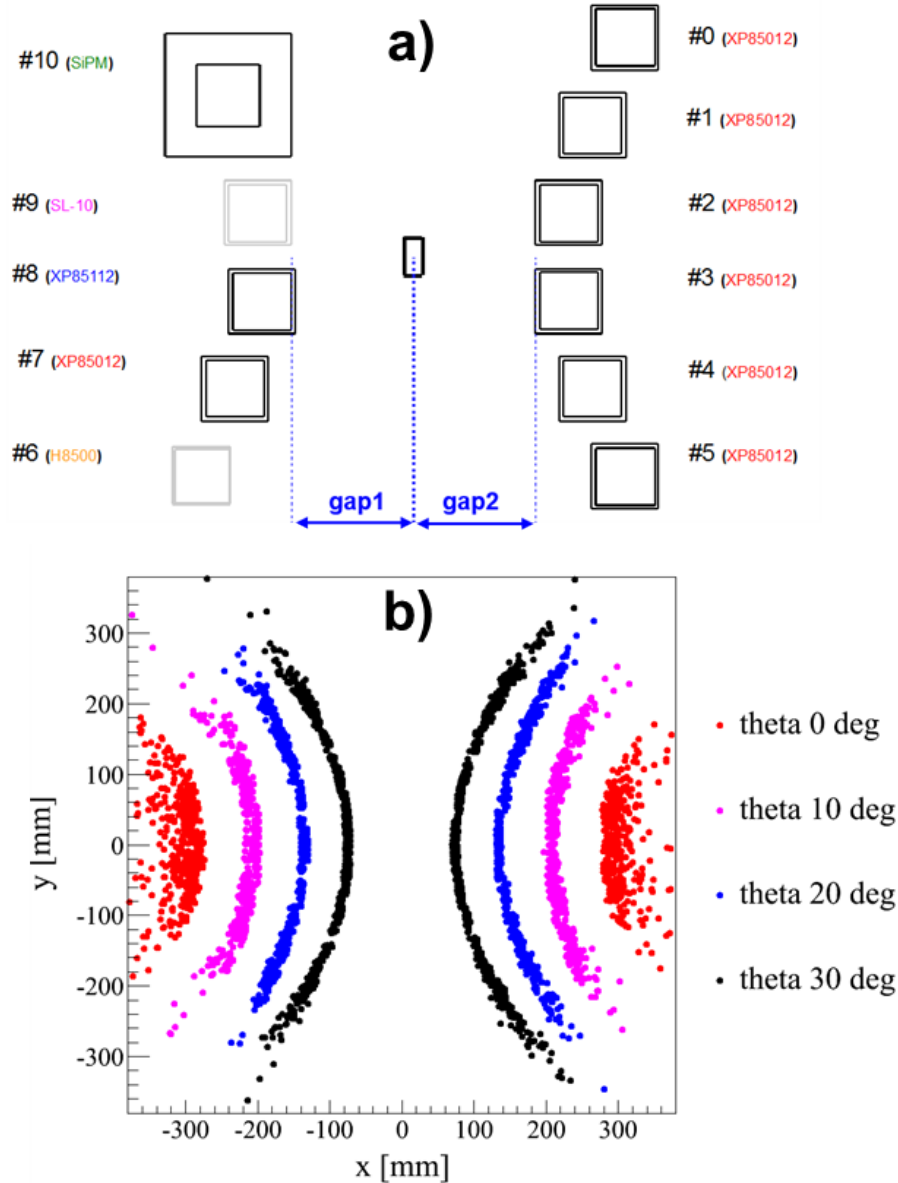 a)
#10 (SiPM)
#9 (SL-10)
#8 (XP85112)
#7 (XP85012)
#6 (H8500)
#0 (XP85012)
#1 (XP85012)
#2 (XP85012)
#3 (XP85012)
#4 (XP85012)
#5 (XP85012)
gap1 gap2
b)
y [mm]
300
200
100
0
-100
-200
-300
-300 -200 -100 0 100 200 300
x [mm]
theta 0 deg
theta 10 deg
theta 20 deg
theta 30 deg